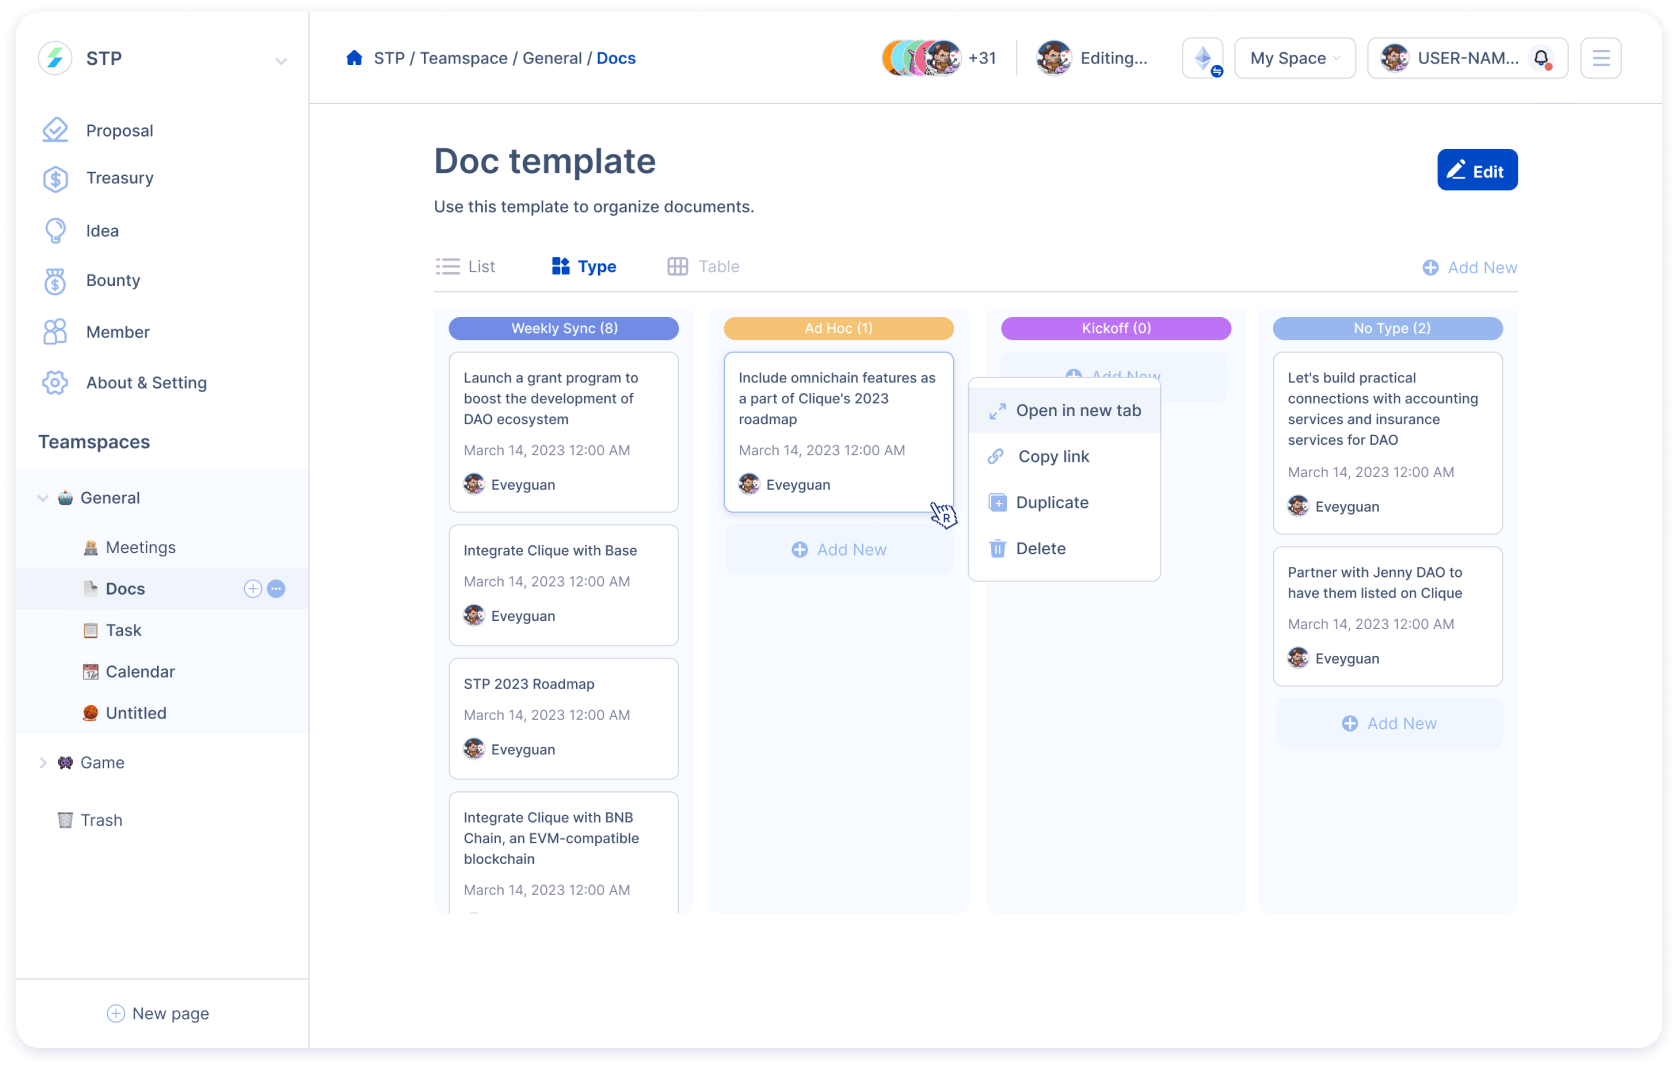 STP
Proposal
Treasury
Idea
Bounty
Member
About & Setting
Teamspaces
General
Meetings
Docs
Task
Calendar
Untitled
Game
Trash
New page
STP / Teamspace / General / Docs
+31
Editing...
My Space
USER-NAM...
Doc template
Use this template to organize documents.
Edit
List
Type
Table
Add New
Weekly Sync (8)
Launch a grant program to
boost the development of
DAO ecosystem
March 14, 2023 12:00 AM
Eveyguan
Integrate Clique with Base
March 14, 2023 12:00 AM
Eveyguan
STP 2023 Roadmap
March 14, 2023 12:00 AM
Eveyguan
Integrate Clique with BNB
Chain, an EVM-compatible
blockchain
March 14, 2023 12:00 AM
Ad Hoc (1)
Include omnichain features as
a part of Clique's 2023
roadmap
March 14, 2023 12:00 AM
Eveyguan
R
Add New
Kickoff (0)
Add New
Open in new tab
Copy link
Duplicate
Delete
No Type (2)
Let's build practical
connections with accounting
services and insurance
services for DAO
March 14, 2023 12:00 AM
Eveyguan
Partner with Jenny DAO to
have them listed on Clique
March 14, 2023 12:00 AM
Eveyguan
Add New